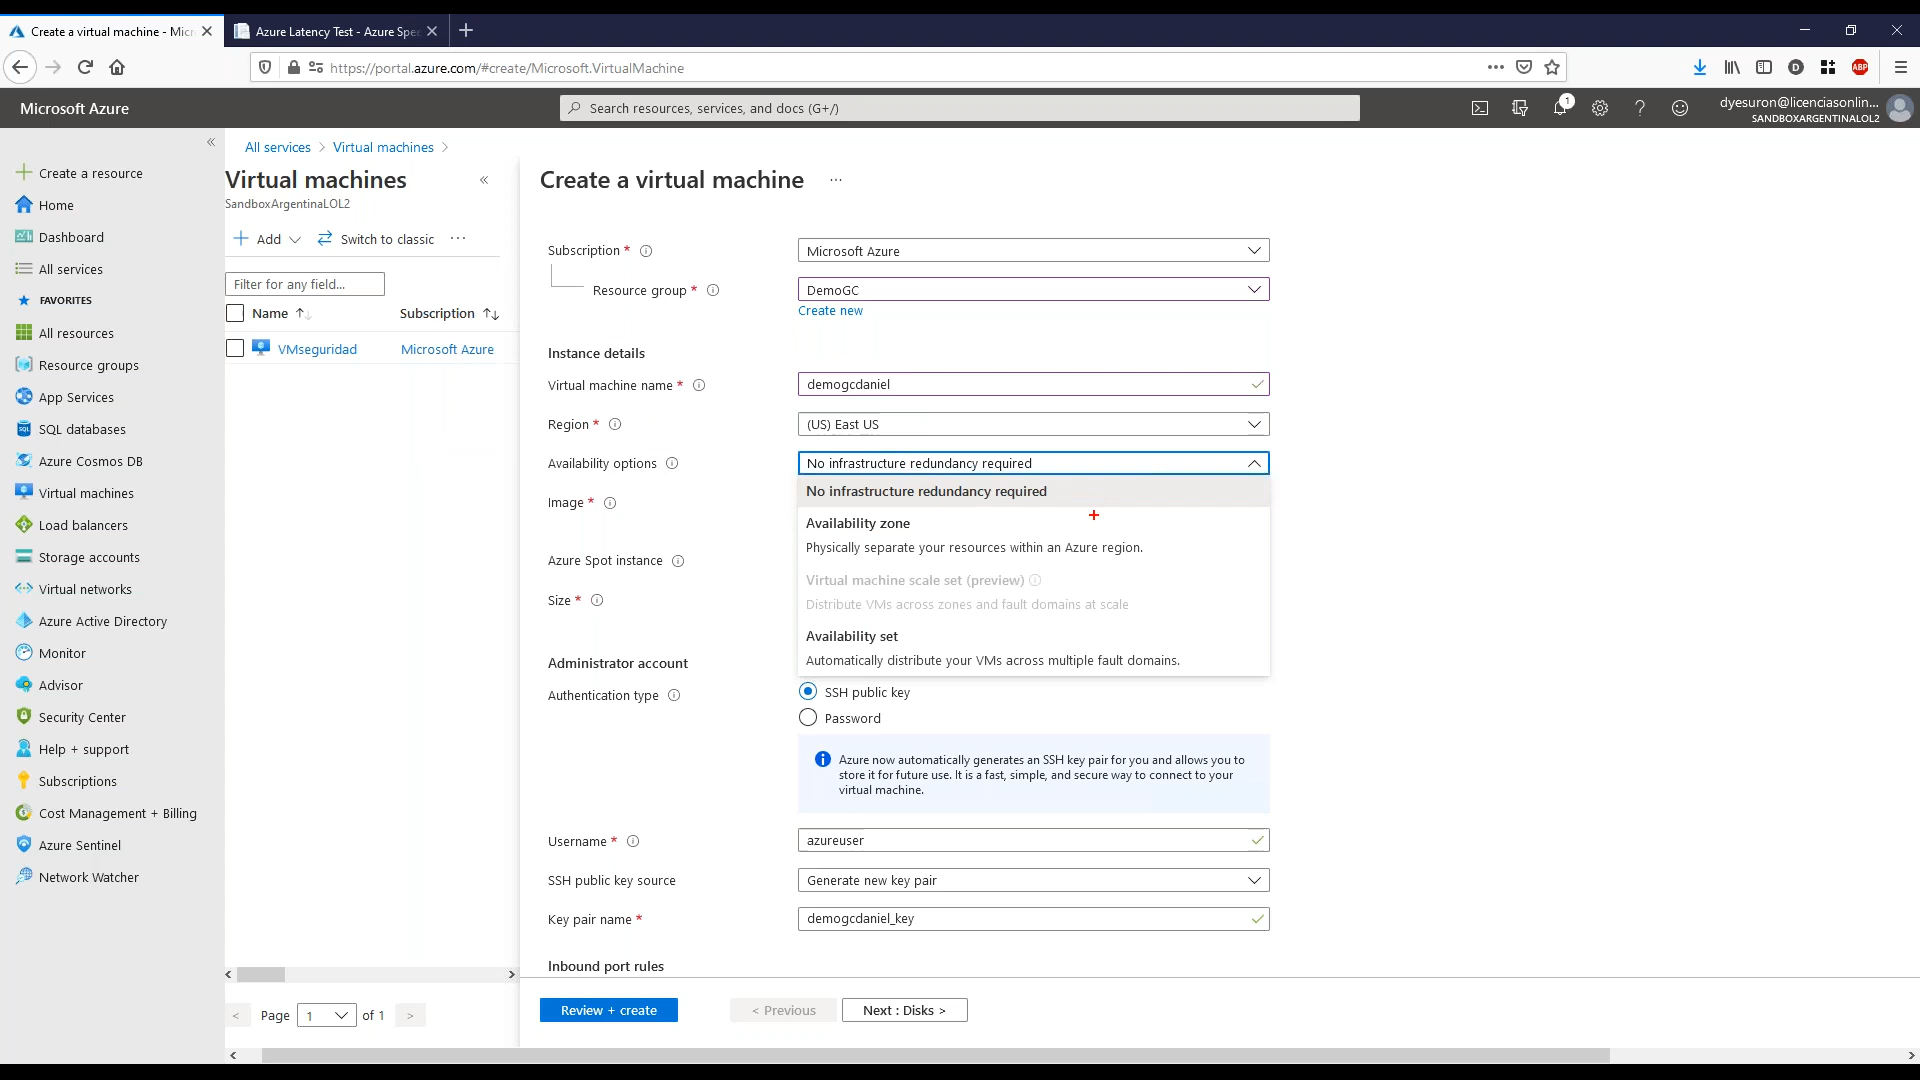 Create a virtual machine - Micr
Azure Latency Test - Azure Spe
https://portal.azure.com/#create/Microsoft.VirtualMachine
D
ABP
Microsoft Azure
Search resources, services, and docs (G+/)
1
dyesuron@licenciasonlin...
SANDBOXARGENTINALOL2
Create a resource
Home
Dashboard
All services
FAVORITES
All resources
Resource groups
App Services
SQL databases
Azure Cosmos DB
Virtual machines
Load balancers
Storage accounts
Virtual networks
Azure Active Directory
Monitor
Advisor
Security Center
Help + support
Subscriptions
Cost Management + Billing
Azure Sentinel
Network Watcher
All services > Virtual machines >
Virtual machines
SandboxArgentinaLOL2
Add
Switch to classic ...
Filter for any field...
Name
Subscription
VMseguridad
Microsoft Azure
< Page 1 of 1 >
Create a virtual machine ...
Subscription *
Microsoft Azure
Resource group *
DemoGC
Create new
Instance details
Virtual machine name *
demogcdaniel
Region *
(US) East US
Availability options
No infrastructure redundancy required
No infrastructure redundancy required
Availability zone
Physically separate your resources within an Azure region.
Virtual machine scale set (preview)
Distribute VMs across zones and fault domains at scale
Availability set
Automatically distribute your VMs across multiple fault domains.
Image *
Azure Spot instance
Size *
Administrator account
Authentication type
SSH public key
Password
Azure now automatically generates an SSH key pair for you and allows you to
store it for future use. It is a fast, simple, and secure way to connect to your
virtual machine.
Username *
azureuser
SSH public key source
Generate new key pair
Key pair name *
demogcdaniel_key
Inbound port rules
Review + create
< Previous
Next : Disks >